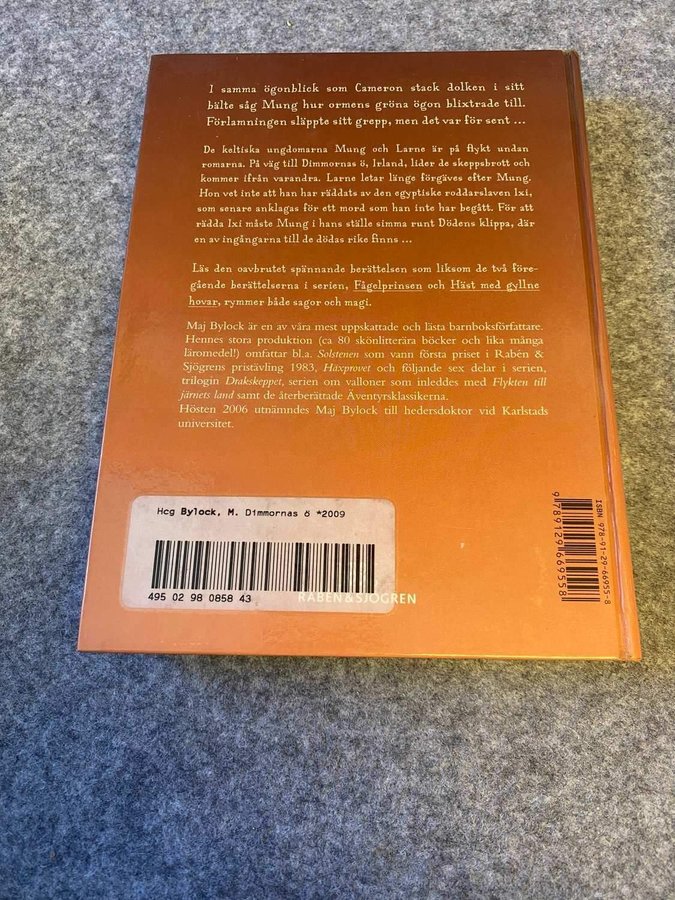 I samma ögonblick som Cameron stack dolken i sitt
bälte såg Mung hur ormens gröna ögon blixtrade till.
Förlamningen släppte sitt grepp, men det var för sent ...
De keltiska ungdomarna Mung och Larne är på flykt undan
romarna. På väg till Dimmornas ö, Irland, lider de skeppsbrott och
kommer ifrån varandra. Larne letar länge förgäves efter Mung.
Hon vet inte att han har räddats av den egyptiske roddarslaven Ixi,
som senare anklagas för ett mord som han inte har begått. För att
rädda Ixi måste Mung i hans ställe simma runt Dödens klippa, där
en av ingångarna till de dödas rike finns ...
Läs den oavbrutet spännande berättelsen som liksom de två före-
gående berättelserna i serien, Fågelprinsen och Häst med gyllne
hovar, rymmer både sagor och magi.
Maj Bylock är en av våra mest uppskattade och lästa barnboksförfattare.
Hennes stora produktion (ca 80 skönlitterära böcker och lika många
läromedel!) omfattar bl.a. Solstenen som vann första priset i Rabén &
Sjögrens pristävling 1983, Häxprovet och följande sex delar i serien,
trilogin Drakskeppet, serien om valloner som inleddes med Flykten till
järnets land samt de återberättade Äventyrsklassikerna.
Hösten 2006 utnämndes Maj Bylock till hedersdoktor vid Karlstads
universitet.
Hcg Bylock, M. Dimmornas ö *2009
495 02 98 0858 43
RABÉN & SJÖGREN
ISBN 978-91-29-66955-8
9 789129 669558